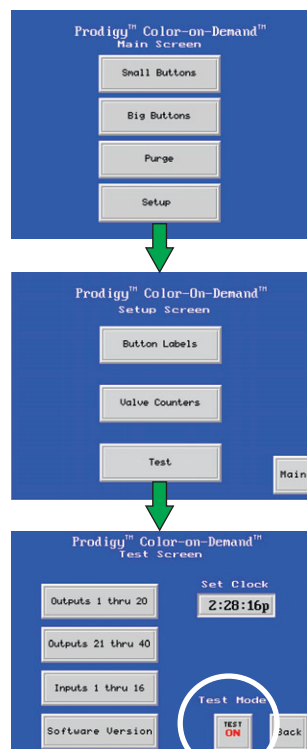 Prodigy™ Color-on-Demand™
Main Screen
Small Buttons
Big Buttons
Purge
Setup
Prodigy™ Color-On-Demand™
Setup Screen
Button Labels
Valve Counters
Test
Main
Prodigy™ Color-on-Demand™
Test Screen
Set Clock
Outputs 1 thru 20
2:28:16p
Outputs 21 thru 40
Inputs 1 thru 16
Test Mode
Software Version
TEST
ON
Back